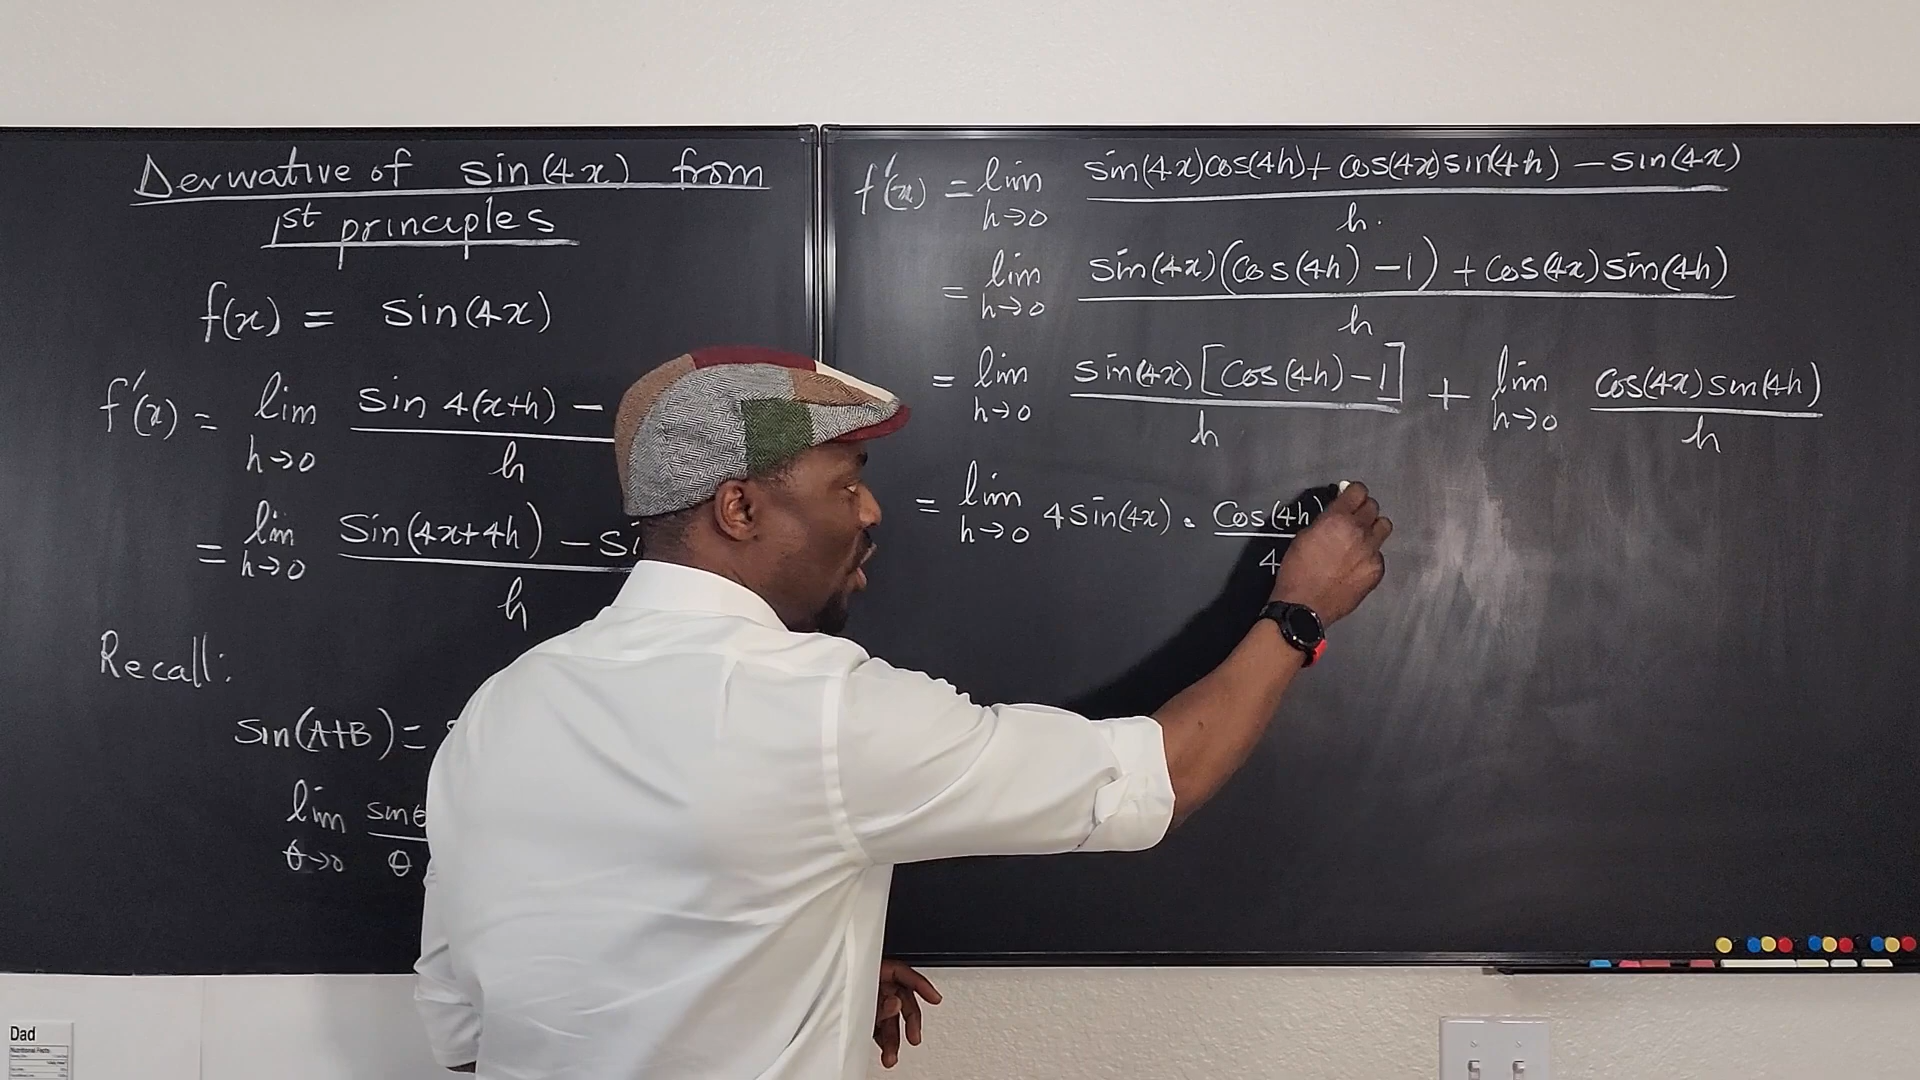 Derivative of sin(4x) from
1st principles
f(x) = sin(4x)
f'(x) = lim h→0 sin 4(x+h) − / h
= lim h→0 sin(4x+4h) − si / h
Recall:
sin(A+B) =
lim θ→0 sinθ / θ
f'(x) = lim h→0 sin(4x)cos(4h) + cos(4x)sin(4h) − sin(4x) / h.
= lim h→0 sin(4x)(cos(4h) − 1) + cos(4x)sin(4h) / h
= lim h→0 sin(4x)[cos(4h) − 1] / h + lim h→0 cos(4x)sin(4h) / h
= lim h→0 4sin(4x) · cos(4h) / 4
Dad
Nutritional Facts